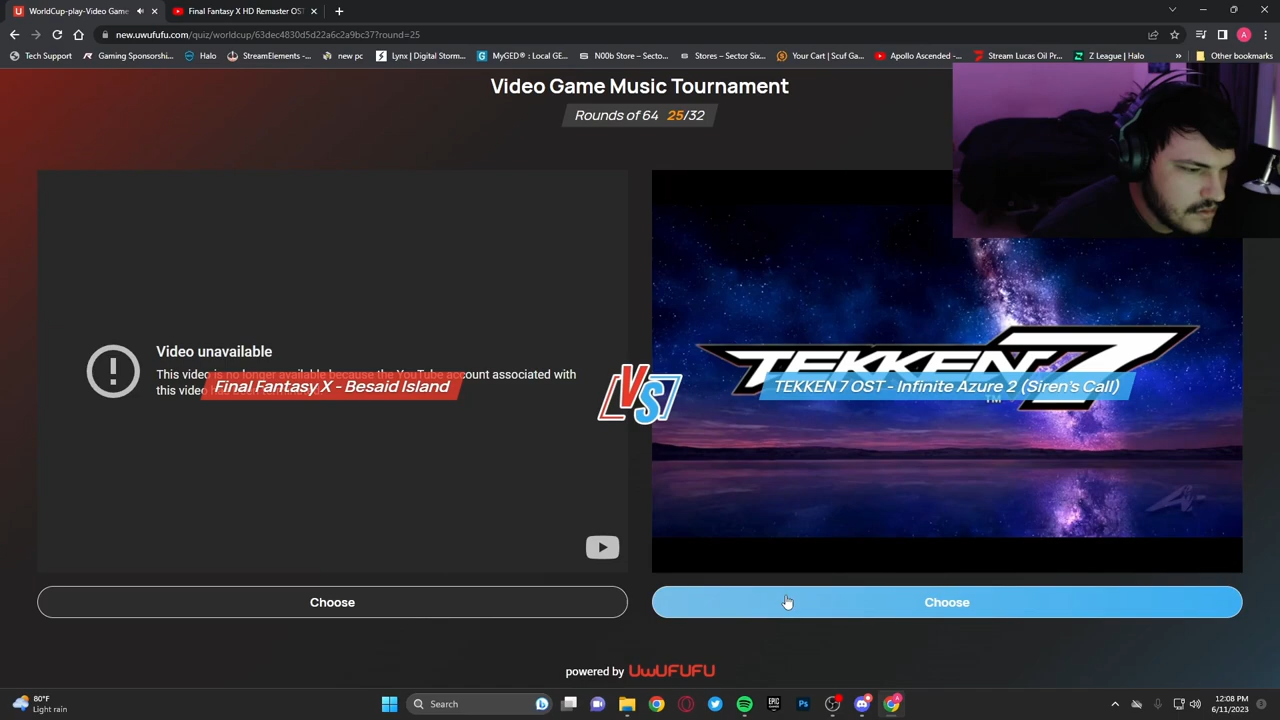 WorldCup-play-Video Game
Final Fantasy X HD Remaster OST
new.uwufufu.com/quiz/worldcup/63dec4830d5d22a6c2a9bc37?round=25
Tech Support
Gaming Sponsorshi...
Halo
StreamElements -...
new pc
Lynx | Digital Storm...
MyGED® : Local GE...
N00b Store – Secto...
Stores – Sector Six...
Your Cart | Scuf Ga...
Apollo Ascended -...
Stream Lucas Oil Pr...
Z League | Halo
»
Other bookmarks
Video Game Music Tournament
Rounds of 64 25/32
Video unavailable
This video is no longer available because the YouTube account associated with
this video
Final Fantasy X - Besaid Island
VS
TEKKEN 7
TM
TEKKEN 7 OST - Infinite Azure 2 (Siren's Call)
Choose
Choose
powered by UWUFUFU
80°F
Light rain
Search
EPIC
Ps
12:08 PM
6/11/2023